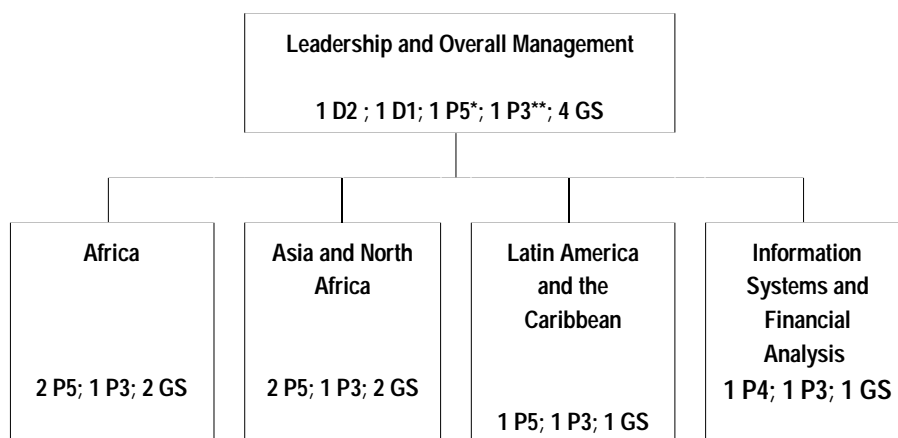 Leadership and Overall Management
1 D2 ; 1 D1; 1 P5*; 1 P3**; 4 GS
Africa
2 P5; 1 P3; 2 GS
Asia and North
Africa
2 P5; 1 P3; 2 GS
Latin America
and the
Caribbean
1 P5; 1 P3; 1 GS
Information
Systems and
Financial
Analysis
1 P4; 1 P3; 1 GS